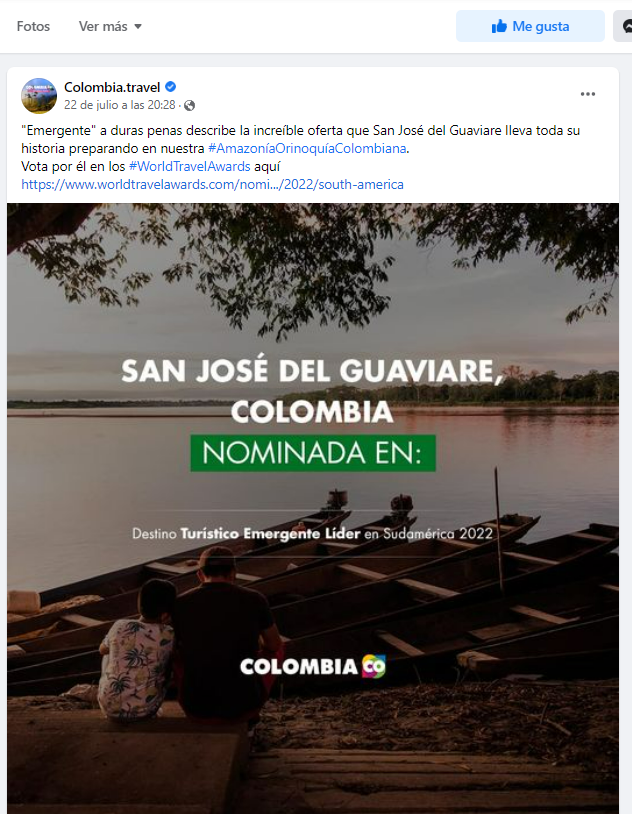 Fotos Ver más Me gusta
Colombia.travel
22 de julio a las 20:28 ·
"Emergente" a duras penas describe la increíble oferta que San José del Guaviare lleva toda su
historia preparando en nuestra #AmazoníaOrinoquíaColombiana.
Vota por él en los #WorldTravelAwards aquí
https://www.worldtravelawards.com/nomi.../2022/south-america
SAN JOSÉ DEL GUAVIARE,
COLOMBIA
NOMINADA EN:
Destino Turístico Emergente Líder en Sudamérica 2022
COLOMBIA CO